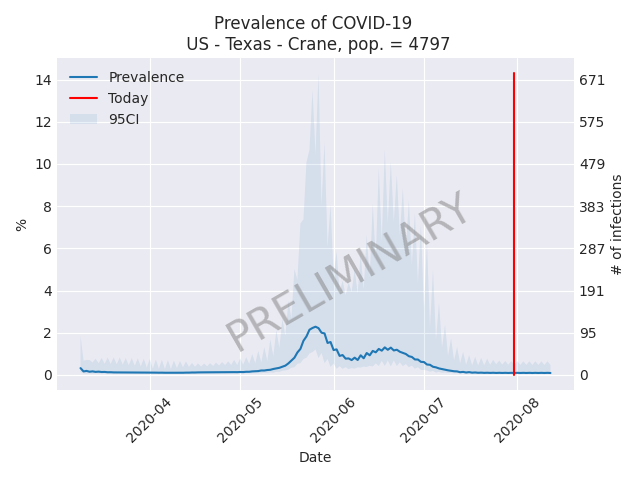 Prevalence of COVID-19
US - Texas - Crane, pop. = 4797
Prevalence
Today
95CI
14
12
10
8
6
4
2
0
%
671
575
479
383
287
191
95
0
# of infections
PRELIMINARY
2020-04
2020-05
2020-06
2020-07
2020-08
Date